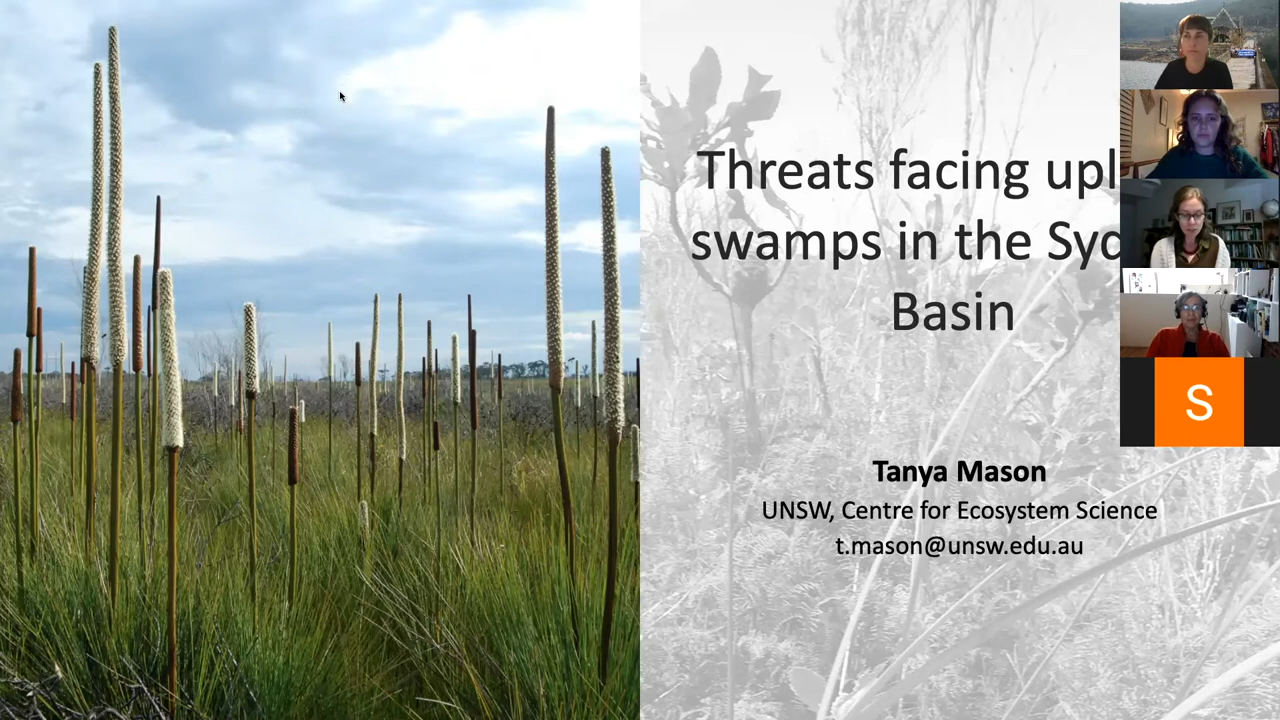 Threats facing upl
swamps in the Syd
Basin
Tanya Mason
UNSW, Centre for Ecosystem Science
t.mason@unsw.edu.au
S